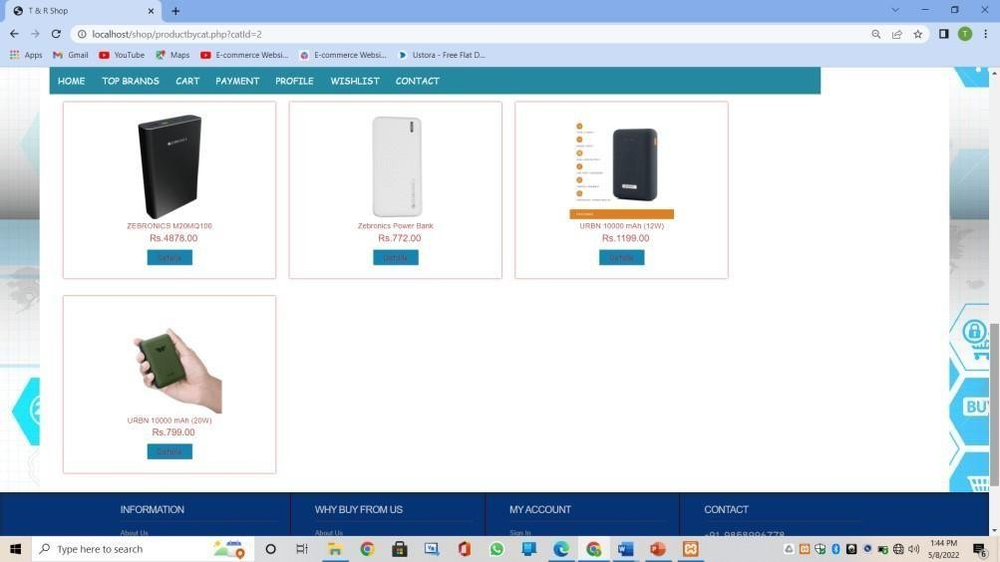 T & R Shop
localhost/shop/productbycat.php?catId=2
T
Apps Gmail YouTube Maps E-commerce Websi... E-commerce Websi... Ustora - Free Flat D...
HOME TOP BRANDS CART PAYMENT PROFILE WISHLIST CONTACT
ZEBRONICS M20MQ100
Rs.4878.00
Details
Zebronics Power Bank
Rs.772.00
Details
URBN 10000 mAh (12W)
Rs.1199.00
Details
URBN 10000 mAh (20W)
Rs.799.00
Details
BUY
INFORMATION WHY BUY FROM US MY ACCOUNT CONTACT
About Us About Us Sign In +91 9858996778
Type here to search
1:44 PM
5/8/2022
6